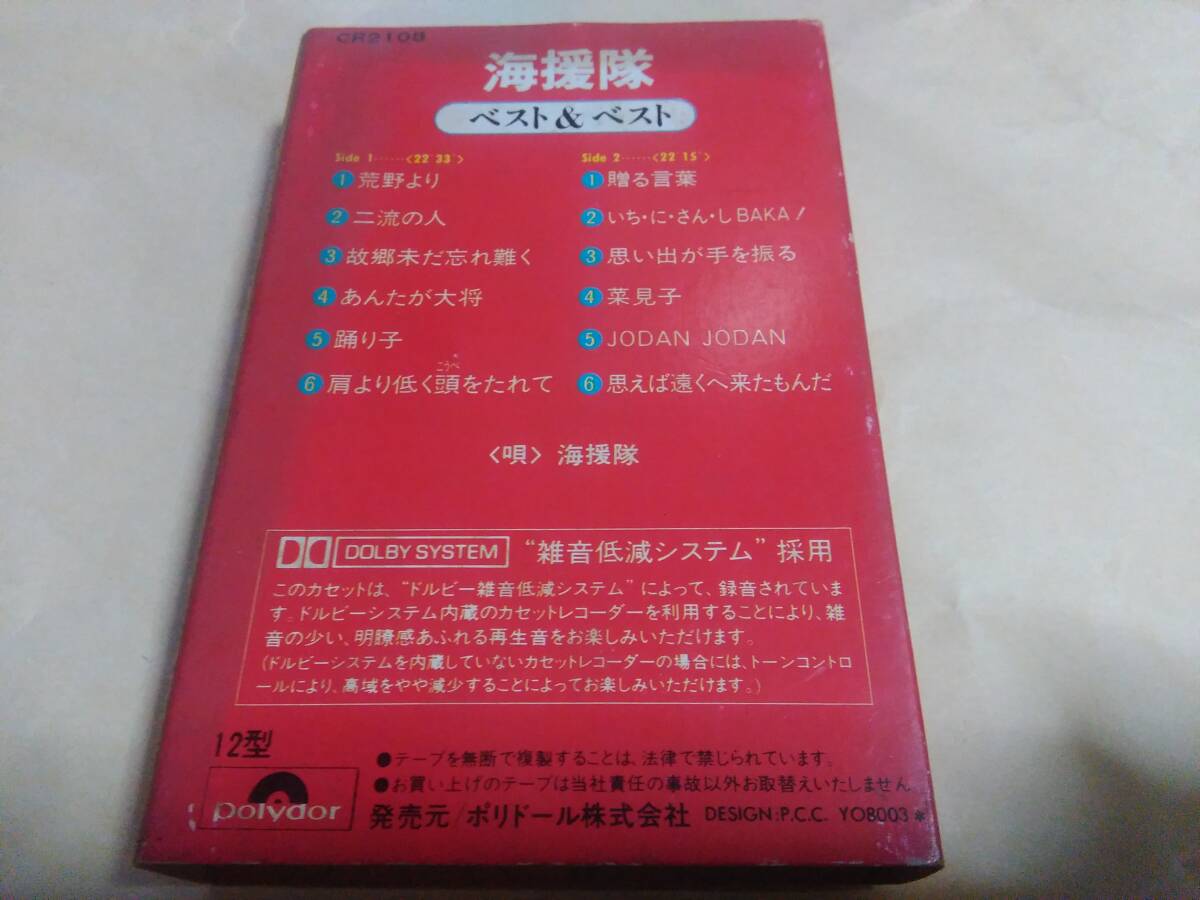 CR2108
海援隊
ベスト&ベスト
Side 1……〈22′33″〉
1 荒野より
2 二流の人
3 故郷未だ忘れ難く
4 あんたが大将
5 踊り子
こうべ
6 肩より低く頭をたれて
Side 2……〈22′15″〉
1 贈る言葉
2 いち・に・さん・しBAKA!
3 思い出が手を振る
4 菜見子
5 JODAN JODAN
6 思えば遠くへ来たもんだ
〈唄〉 海援隊
DOLBY SYSTEM “雑音低減システム” 採用
このカセットは、“ドルビー雑音低減システム”によって、録音されていま
す。ドルビーシステム内蔵のカセットレコーダーを利用することにより、雑
音の少い、明瞭感あふれる再生音をお楽しみいただけます。
(ドルビーシステムを内蔵していないカセットレコーダーの場合には、トーンコントロ
ールにより、高域をやや減少することによってお楽しみいただけます。)
12型
polydor
●テープを無断で複製することは、法律で禁じられています。
●お買い上げのテープは当社責任の事故以外お取替えいたしません
発売元/ポリドール株式会社 DESIGN:P.C.C. YO8003*